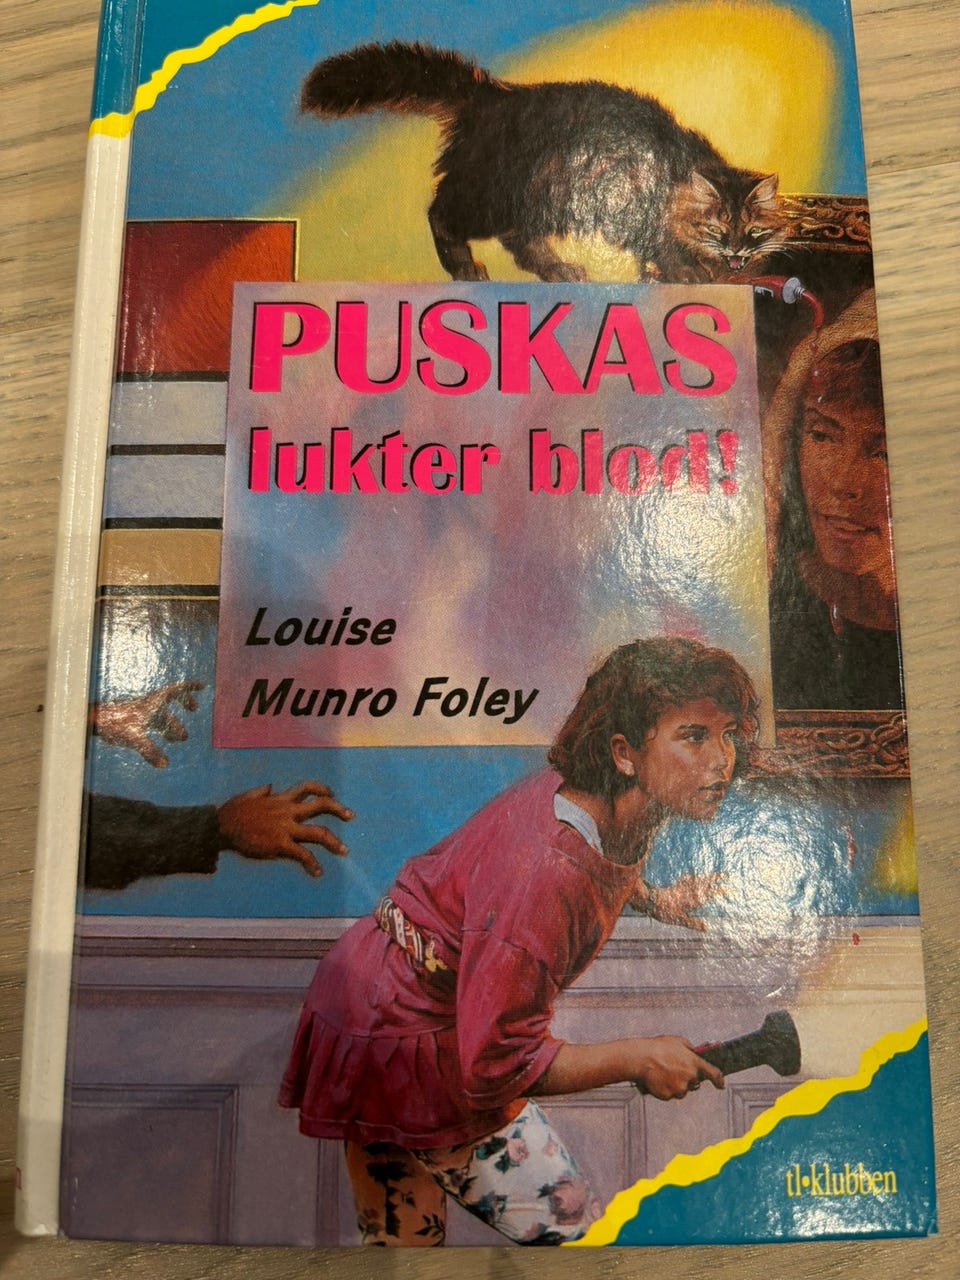 PUSKAS
lukter blod!
Louise
Munro Foley
tl•klubben